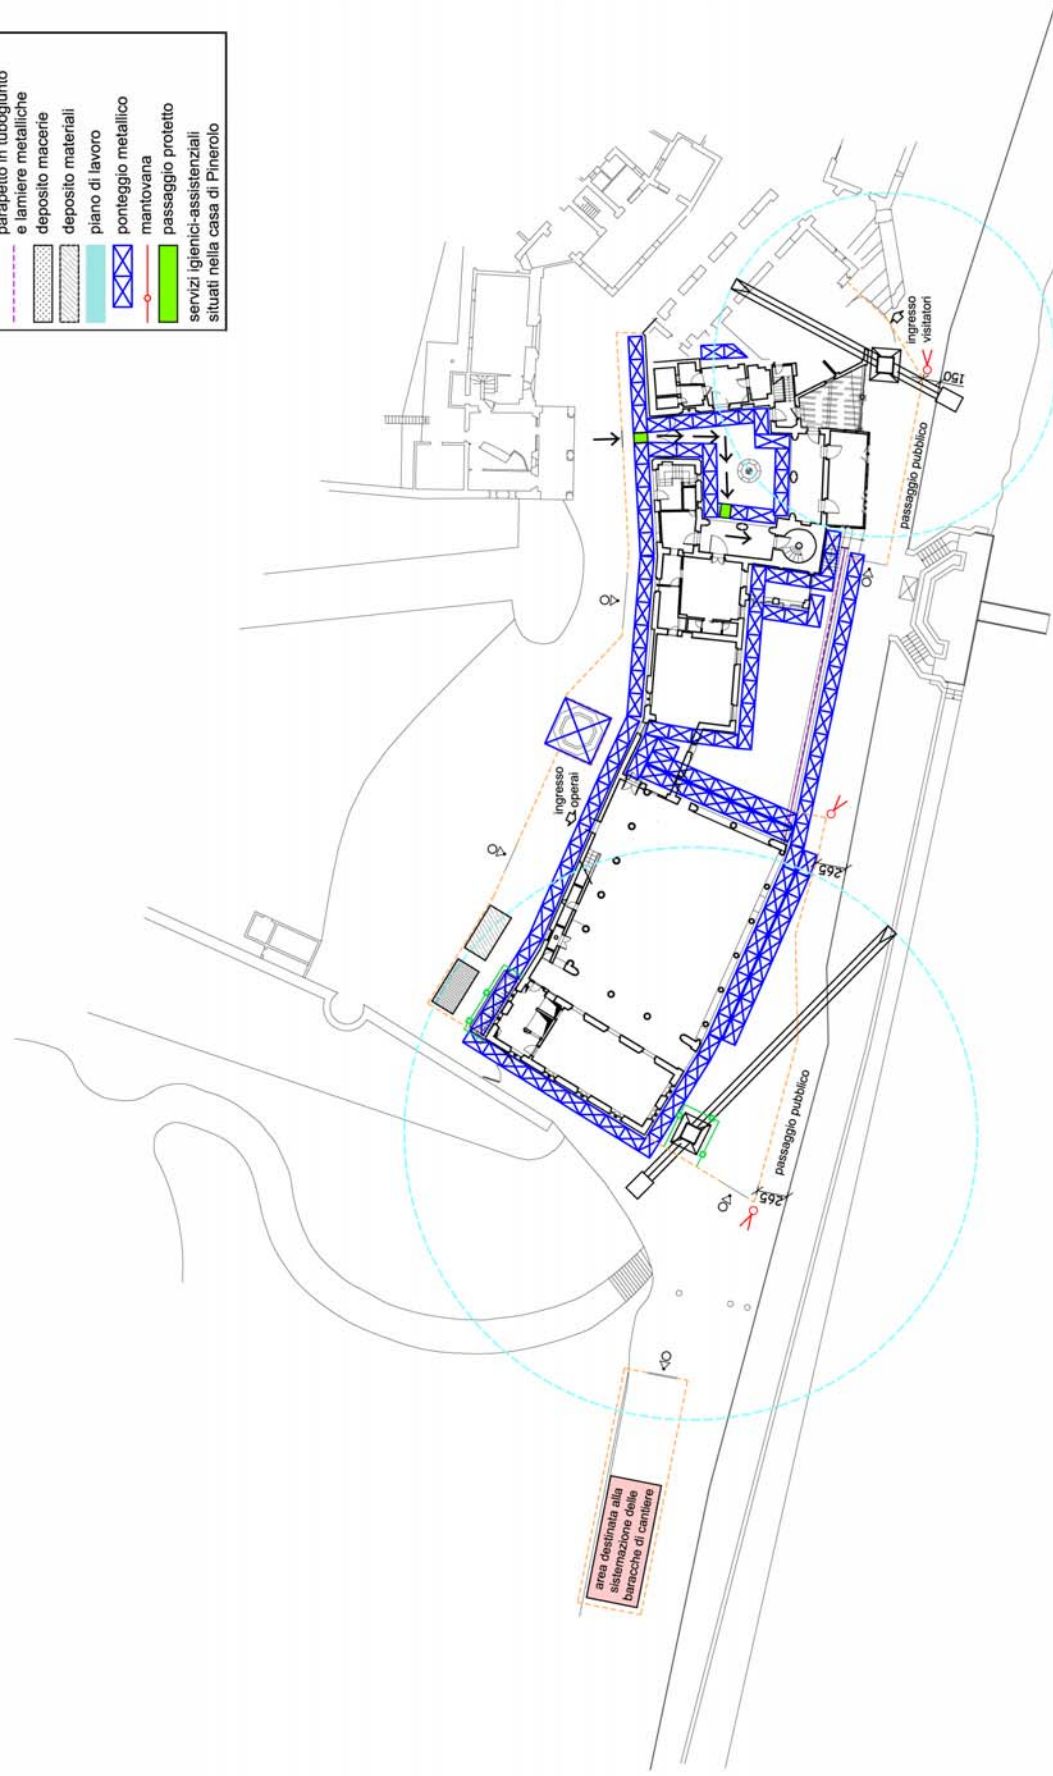 parapetto in tubogiunto
e lamiere metalliche
deposito macerie
deposito materiali
piano di lavoro
ponteggio metallico
mantovana
passaggio protetto
servizi igienici-assistenziali
situati nella casa di Pinerolo
ingresso
visitatori
150
passaggio pubblico
ingresso
operai
265
passaggio pubblico
265
area destinata alla
sistemazione delle
baracche di cantiere